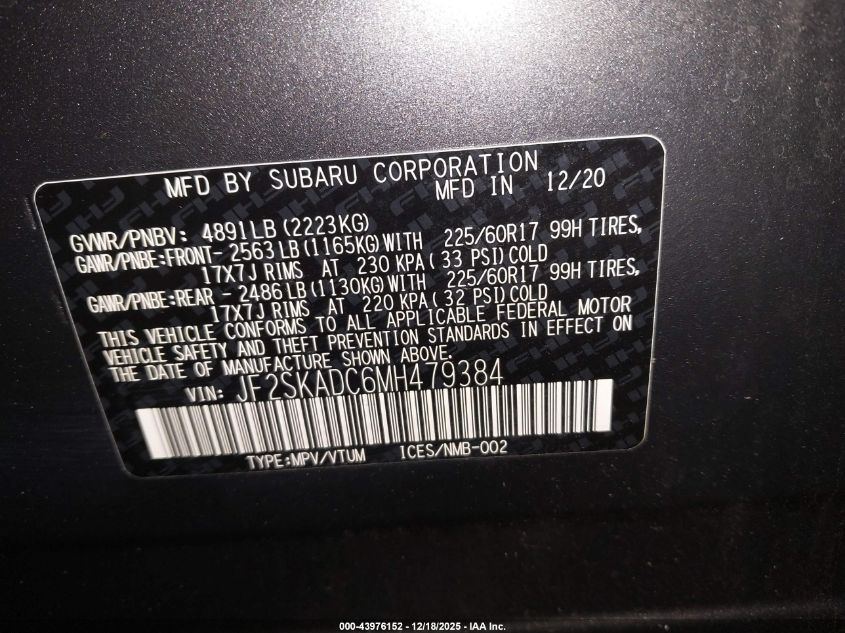 MFD BY SUBARU CORPORATION
MFD IN 12/20
GVWR/PNBV: 4891LB(2223KG)
GAWR/PNBE:FRONT- 2563LB(1165KG)WITH 225/60R17 99H TIRES,
17X7J RIMS AT 230 KPA(33 PSI)COLD
GAWR/PNBE:REAR - 2486LB(1130KG)WITH 225/60R17 99H TIRES,
17X7J RIMS AT 220 KPA(32 PSI)COLD
THIS VEHICLE CONFORMS TO ALL APPLICABLE FEDERAL MOTOR
VEHICLE SAFETY AND THEFT PREVENTION STANDARDS IN EFFECT ON
THE DATE OF MANUFACTURE SHOWN ABOVE.
VIN: JF2SKADC6MH479384
TYPE:MPV/VTUM ICES/NMB-002
000-43976152 - 12/18/2025 - IAA Inc.